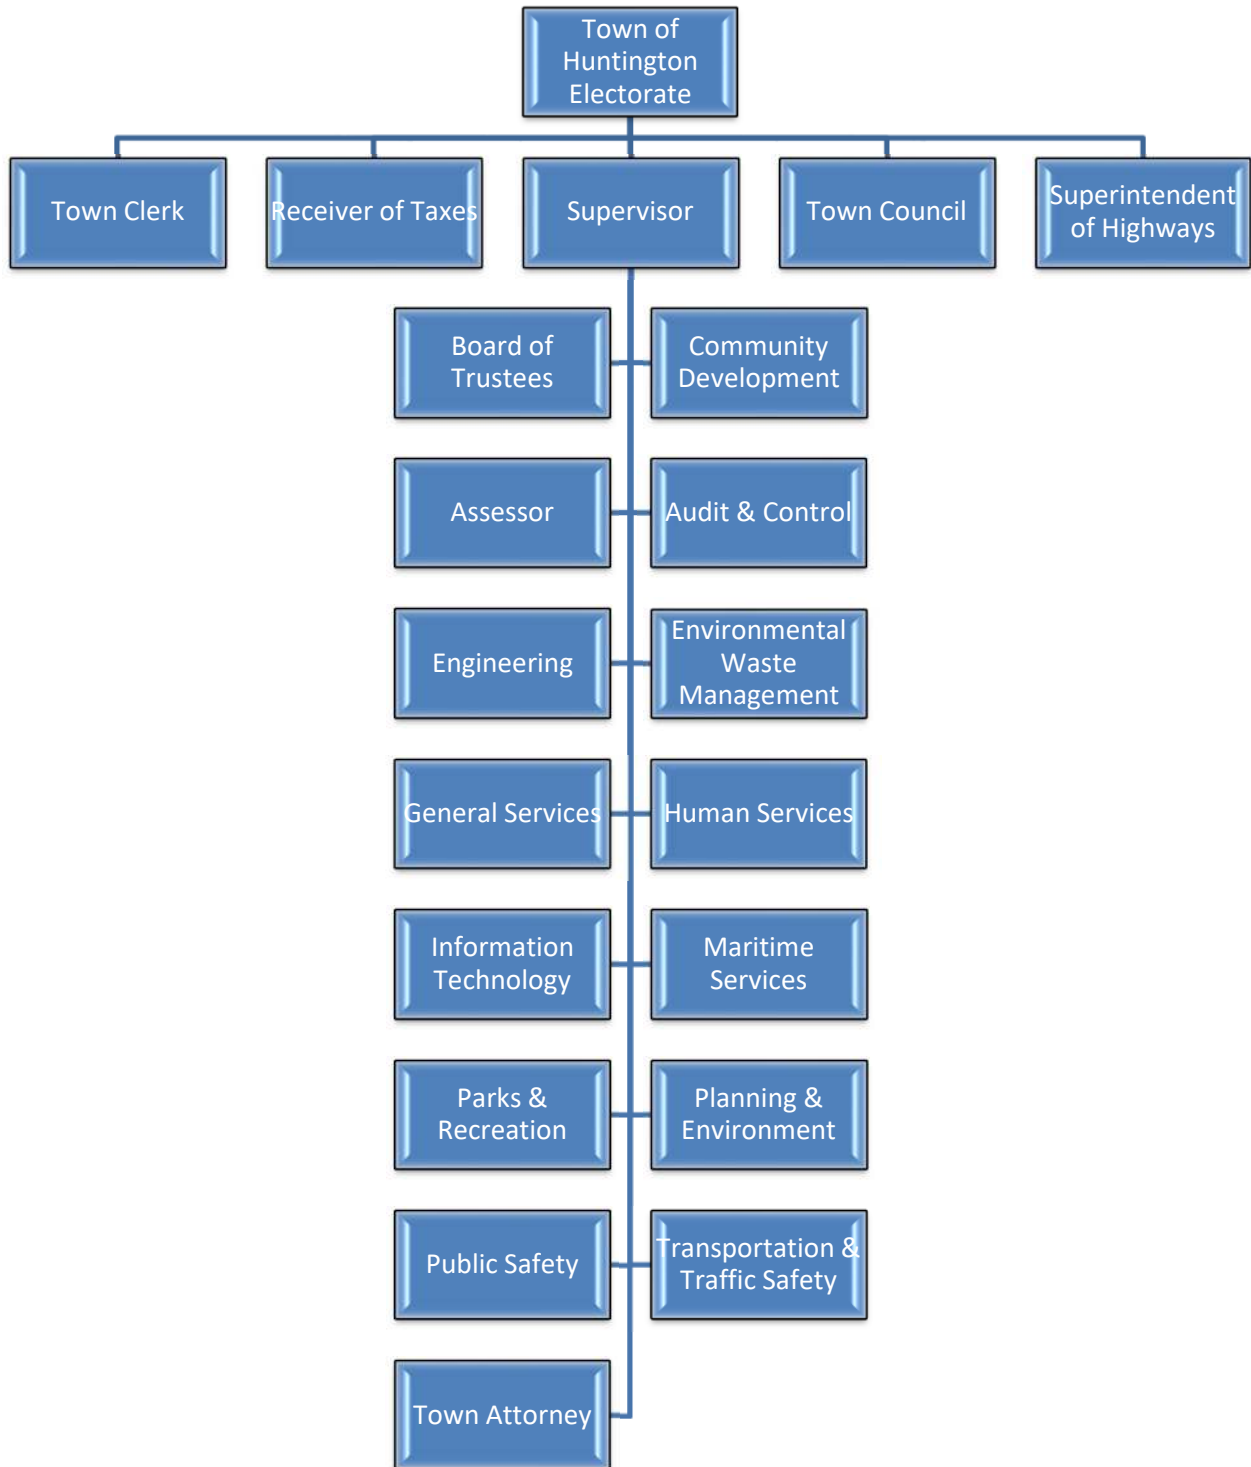 Town of
Huntington
Electorate
Town Clerk
Receiver of Taxes
Supervisor
Town Council
Superintendent
of Highways
Board of
Trustees
Community
Development
Assessor
Audit & Control
Engineering
Environmental
Waste
Management
General Services
Human Services
Information
Technology
Maritime
Services
Parks &
Recreation
Planning &
Environment
Public Safety
Transportation &
Traffic Safety
Town Attorney